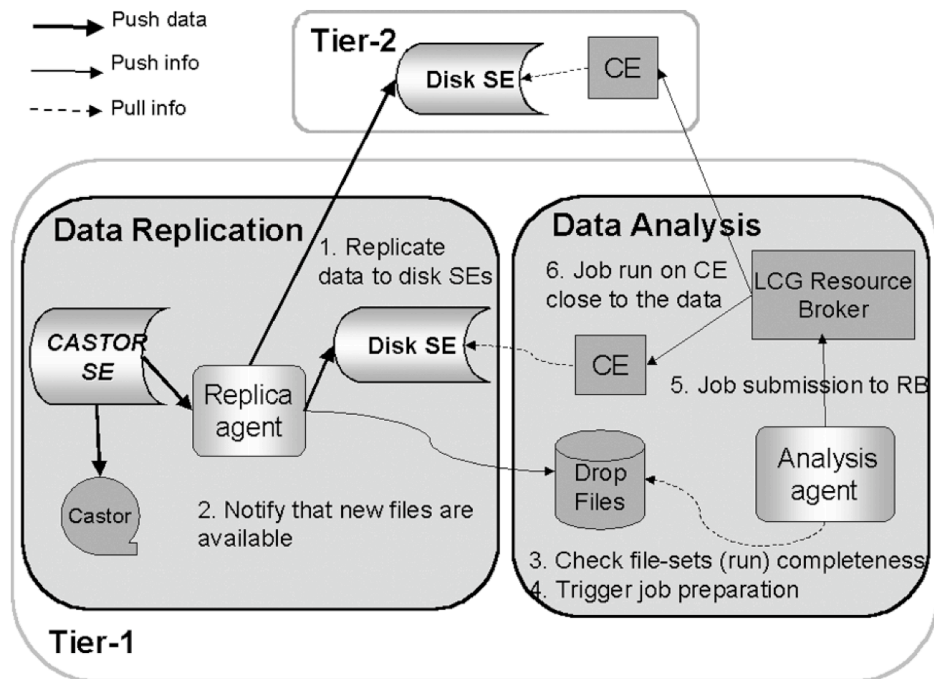 Push data
Push info
Pull info
Tier-2
Disk SE
CE
Data Replication
1. Replicate
data to disk SEs
CASTOR
SE
Replica
agent
Disk SE
Castor
2. Notify that new files are
available
Data Analysis
6. Job run on CE
close to the data
LCG Resource
Broker
CE
5. Job submission to RB
Drop
Files
Analysis
agent
3. Check file-sets (run) completeness
4. Trigger job preparation
Tier-1